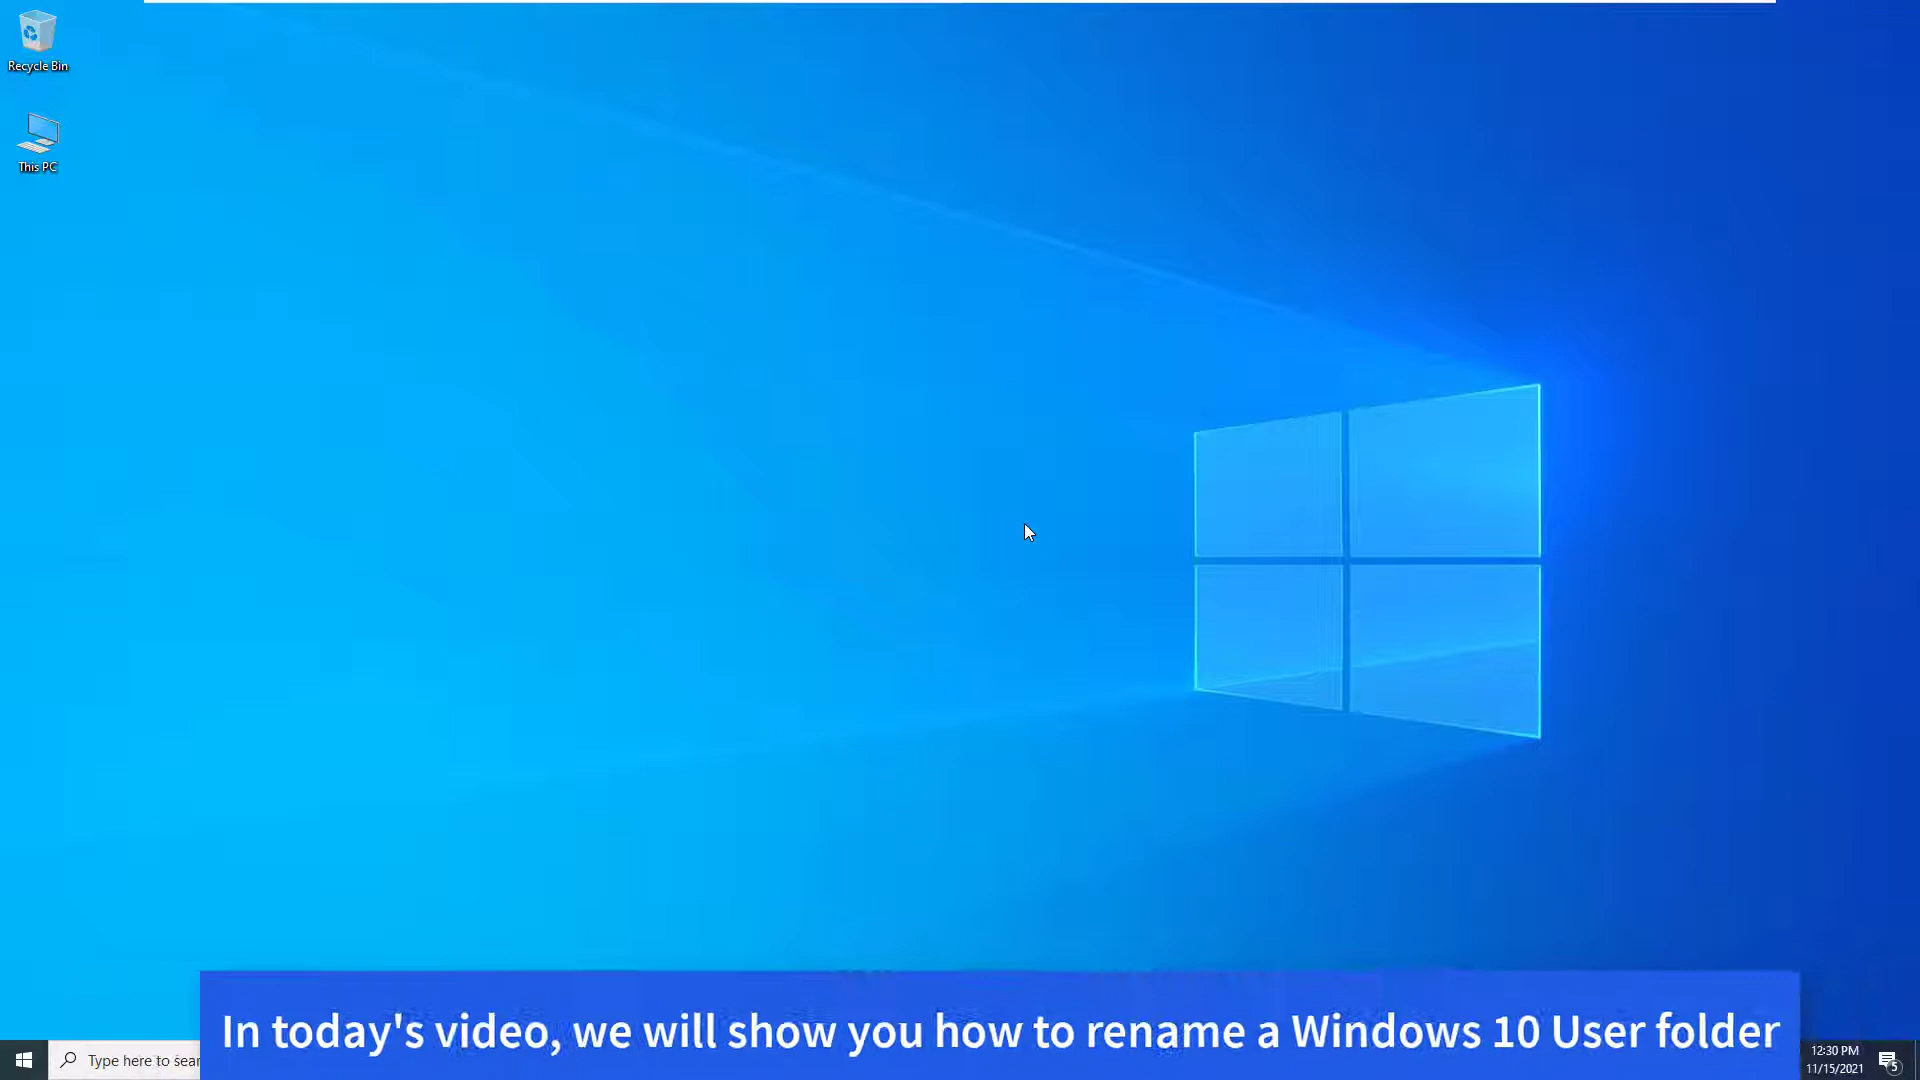 Recycle Bin
This PC
In today's video, we will show you how to rename a Windows 10 User folder
Type here to sear
12:30 PM
11/15/2021
5